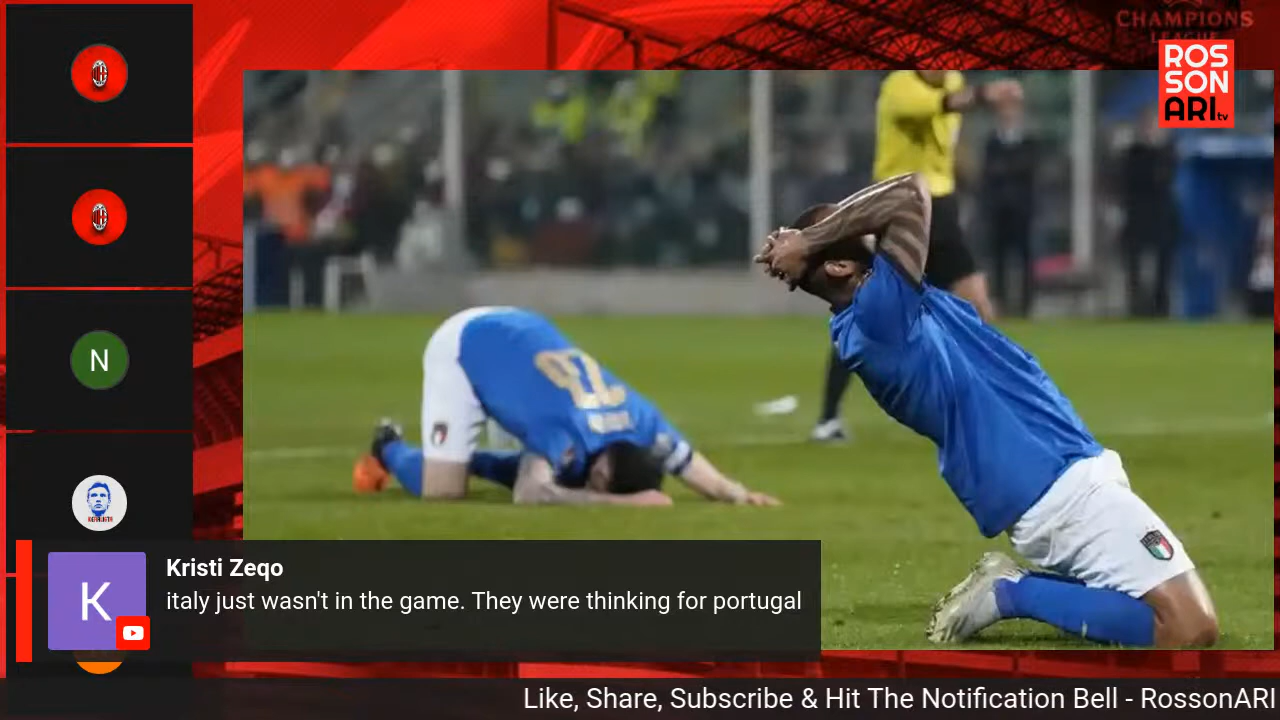 CHAMPIONS
LEAGUE
ROS
SON
ARI tv
N
K
Kristi Zeqo
italy just wasn't in the game. They were thinking for portugal
Like, Share, Subscribe & Hit The Notification Bell - RossonARI